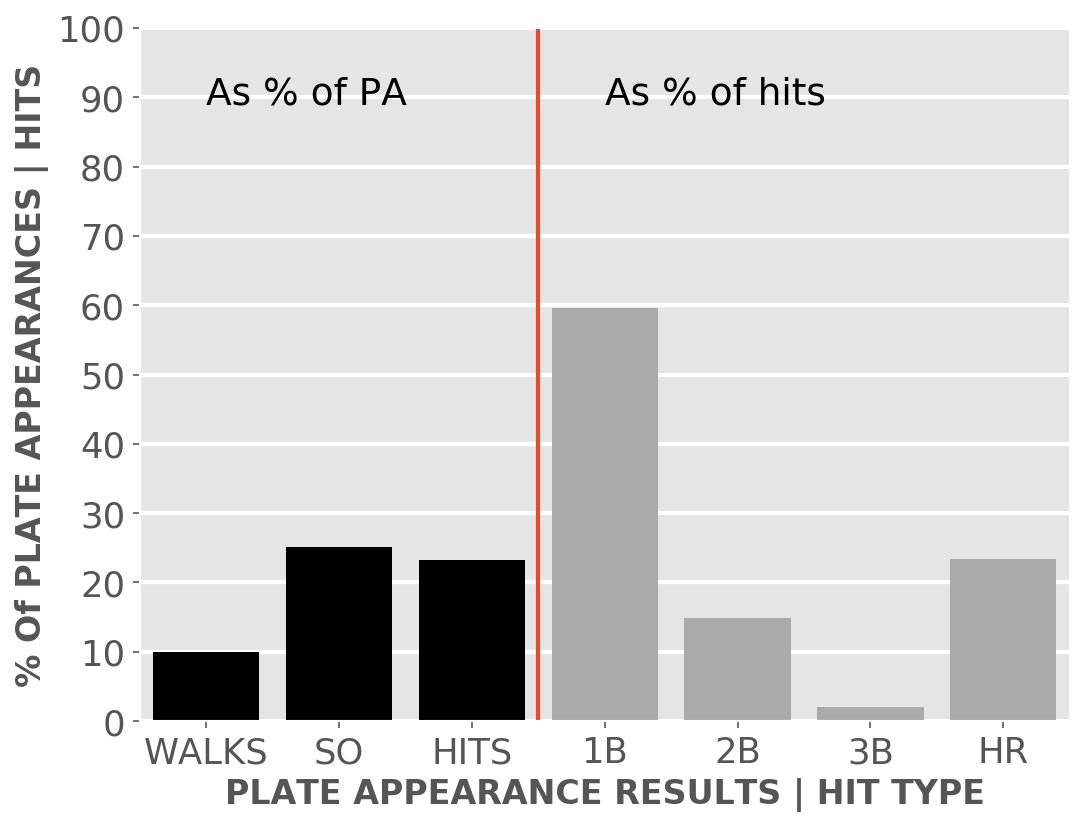 100
90
80
70
60
50
40
30
20
10
0
% Of PLATE APPEARANCES | HITS
As % of PA
As % of hits
WALKS SO HITS 1B 2B 3B HR
PLATE APPEARANCE RESULTS | HIT TYPE